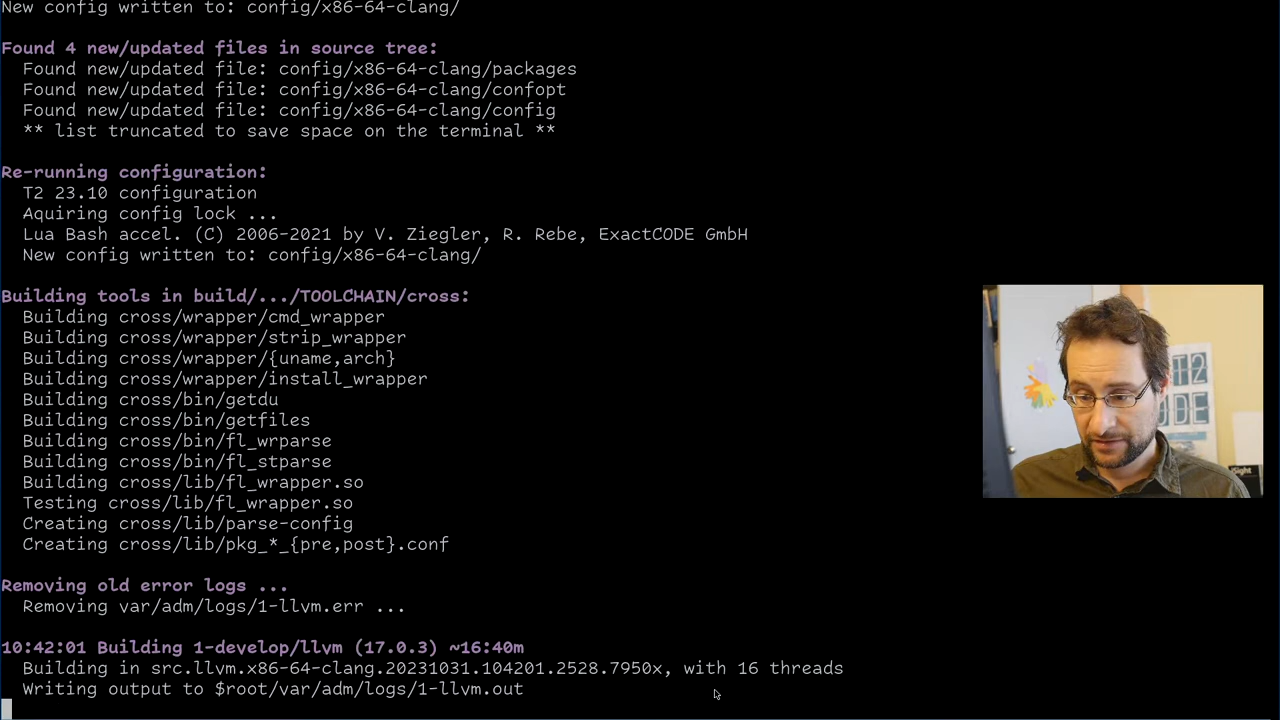 New config written to: config/x86-64-clang/
Found 4 new/updated files in source tree:
Found new/updated file: config/x86-64-clang/packages
Found new/updated file: config/x86-64-clang/confopt
Found new/updated file: config/x86-64-clang/config
** list truncated to save space on the terminal **
Re-running configuration:
T2 23.10 configuration
Aquiring config lock ...
Lua Bash accel. (C) 2006-2021 by V. Ziegler, R. Rebe, ExactCODE GmbH
New config written to: config/x86-64-clang/
Building tools in build/.../TOOLCHAIN/cross:
Building cross/wrapper/cmd_wrapper
Building cross/wrapper/strip_wrapper
Building cross/wrapper/{uname,arch}
Building cross/wrapper/install_wrapper
Building cross/bin/getdu
Building cross/bin/getfiles
Building cross/bin/fl_wrparse
Building cross/bin/fl_stparse
Building cross/lib/fl_wrapper.so
Testing cross/lib/fl_wrapper.so
Creating cross/lib/parse-config
Creating cross/lib/pkg_*_{pre,post}.conf
Removing old error logs ...
Removing var/adm/logs/1-llvm.err ...
10:42:01 Building 1-develop/llvm (17.0.3) ~16:40m
Building in src.llvm.x86-64-clang.20231031.104201.2528.7950x, with 16 threads
Writing output to $root/var/adm/logs/1-llvm.out
T2
iSight